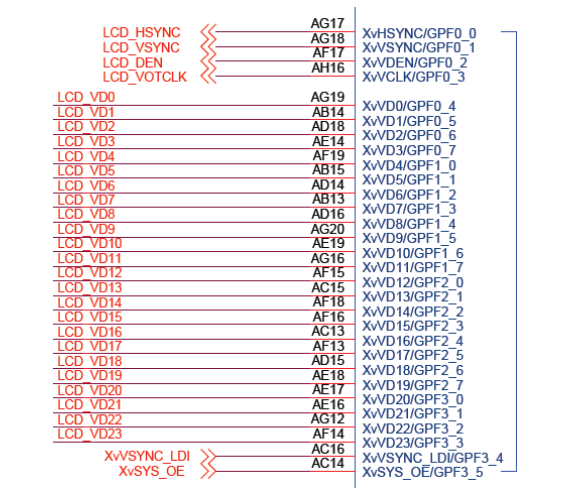 LCD_HSYNC AG17 XvHSYNC/GPF0_0
LCD_VSYNC AG18 XvVSYNC/GPF0_1
LCD_DEN AF17 XvVDEN/GPF0_2
LCD_VOTCLK AH16 XvVCLK/GPF0_3
LCD_VD0 AG19 XvVD0/GPF0_4
LCD_VD1 AB14 XvVD1/GPF0_5
LCD_VD2 AD18 XvVD2/GPF0_6
LCD_VD3 AE14 XvVD3/GPF0_7
LCD_VD4 AF19 XvVD4/GPF1_0
LCD_VD5 AB15 XvVD5/GPF1_1
LCD_VD6 AD14 XvVD6/GPF1_2
LCD_VD7 AB13 XvVD7/GPF1_3
LCD_VD8 AD16 XvVD8/GPF1_4
LCD_VD9 AG20 XvVD9/GPF1_5
LCD_VD10 AE19 XvVD10/GPF1_6
LCD_VD11 AG16 XvVD11/GPF1_7
LCD_VD12 AF15 XvVD12/GPF2_0
LCD_VD13 AC15 XvVD13/GPF2_1
LCD_VD14 AF18 XvVD14/GPF2_2
LCD_VD15 AF16 XvVD15/GPF2_3
LCD_VD16 AC13 XvVD16/GPF2_4
LCD_VD17 AF13 XvVD17/GPF2_5
LCD_VD18 AD15 XvVD18/GPF2_6
LCD_VD19 AE18 XvVD19/GPF2_7
LCD_VD20 AE17 XvVD20/GPF3_0
LCD_VD21 AE16 XvVD21/GPF3_1
LCD_VD22 AG12 XvVD22/GPF3_2
LCD_VD23 AF14 XvVD23/GPF3_3
XvVSYNC_LDI AC16 XvVSYNC_LDI/GPF3_4
XvSYS_OE AC14 XvSYS_OE/GPF3_5